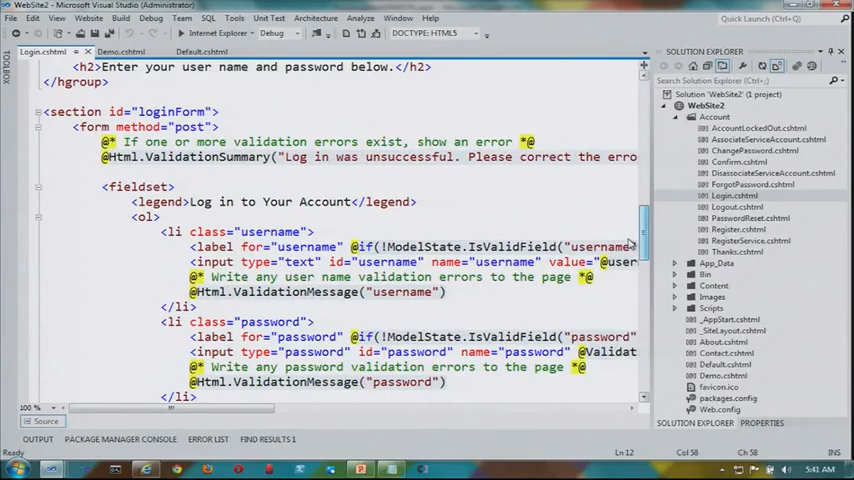 WebSite2 - Microsoft Visual Studio (Administrator)
File Edit View Website Build Debug Team SQL Tools Unit Test Architecture Analyze Window Help
Quick Launch (Ctrl+Q)
Internet Explorer Debug DOCTYPE: HTML5
Login.cshtml Demo.cshtml Default.cshtml
TOOLBOX
<h2>Enter your user name and password below.</h2>
</hgroup>
<section id="loginForm">
<form method="post">
@* If one or more validation errors exist, show an error *@
@Html.ValidationSummary("Log in was unsuccessful. Please correct the erro
<fieldset>
<legend>Log in to Your Account</legend>
<ol>
<li class="username">
<label for="username" @if(!ModelState.IsValidField("username
<input type="text" id="username" name="username" value="@user
@* Write any user name validation errors to the page *@
@Html.ValidationMessage("username")
</li>
<li class="password">
<label for="password" @if(!ModelState.IsValidField("password"
<input type="password" id="password" name="password" @Validat
@* Write any password validation errors to the page *@
@Html.ValidationMessage("password")
</li>
100 %
Source
SOLUTION EXPLORER
Search Solution Explorer (Ctrl+;)
Solution 'WebSite2' (1 project)
WebSite2
Account
AccountLockedOut.cshtml
AssociateServiceAccount.cshtml
ChangePassword.cshtml
Confirm.cshtml
DisassociateServiceAccount.cshtml
ForgotPassword.cshtml
Login.cshtml
Logout.cshtml
PasswordReset.cshtml
Register.cshtml
RegisterService.cshtml
Thanks.cshtml
App_Data
Bin
Content
Images
Scripts
_AppStart.cshtml
_SiteLayout.cshtml
About.cshtml
Contact.cshtml
Default.cshtml
Demo.cshtml
favicon.ico
packages.config
Web.config
SOLUTION EXPLORER PROPERTIES
OUTPUT PACKAGE MANAGER CONSOLE ERROR LIST FIND RESULTS 1
Ready Ln 12 Col 58 Ch 58 INS
5:41 AM